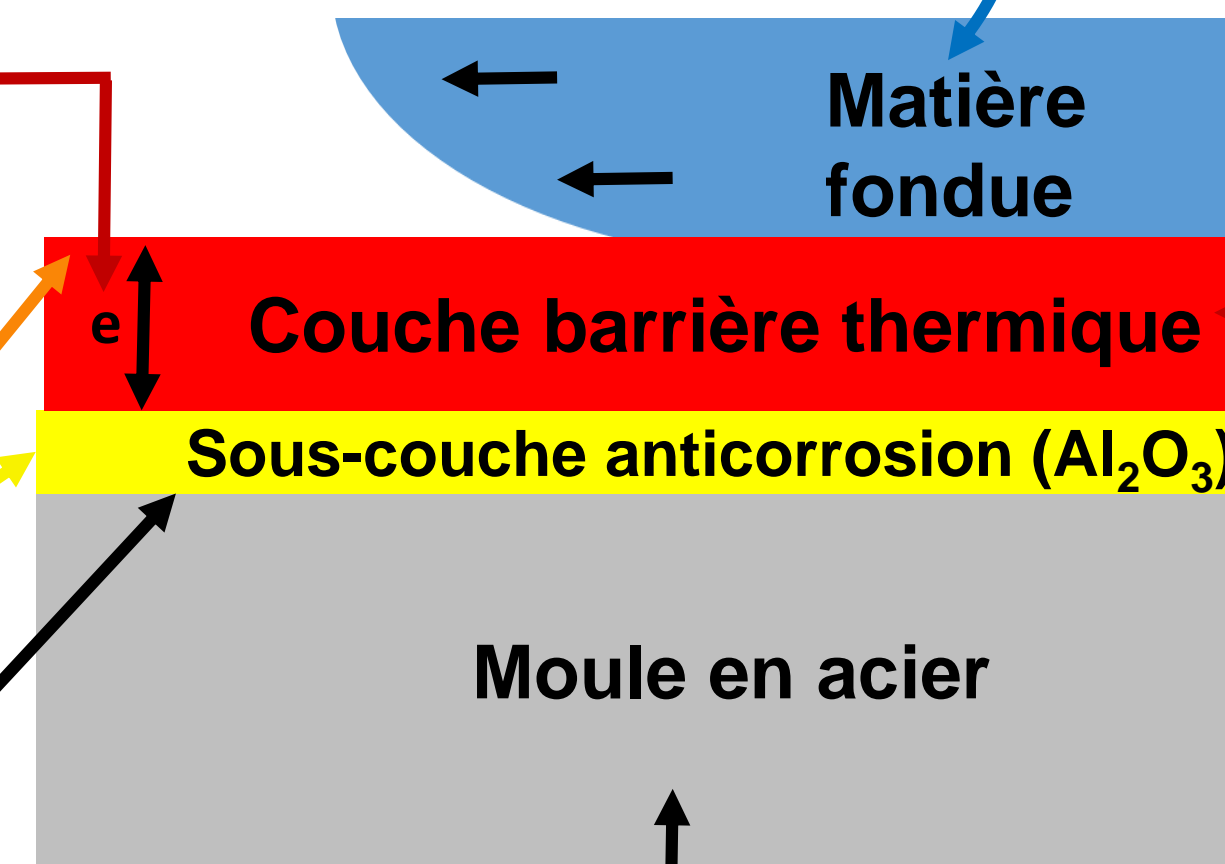 Matière
fondue
e
Couche barrière thermique
Sous-couche anticorrosion (Al₂O₃)
Moule en acier